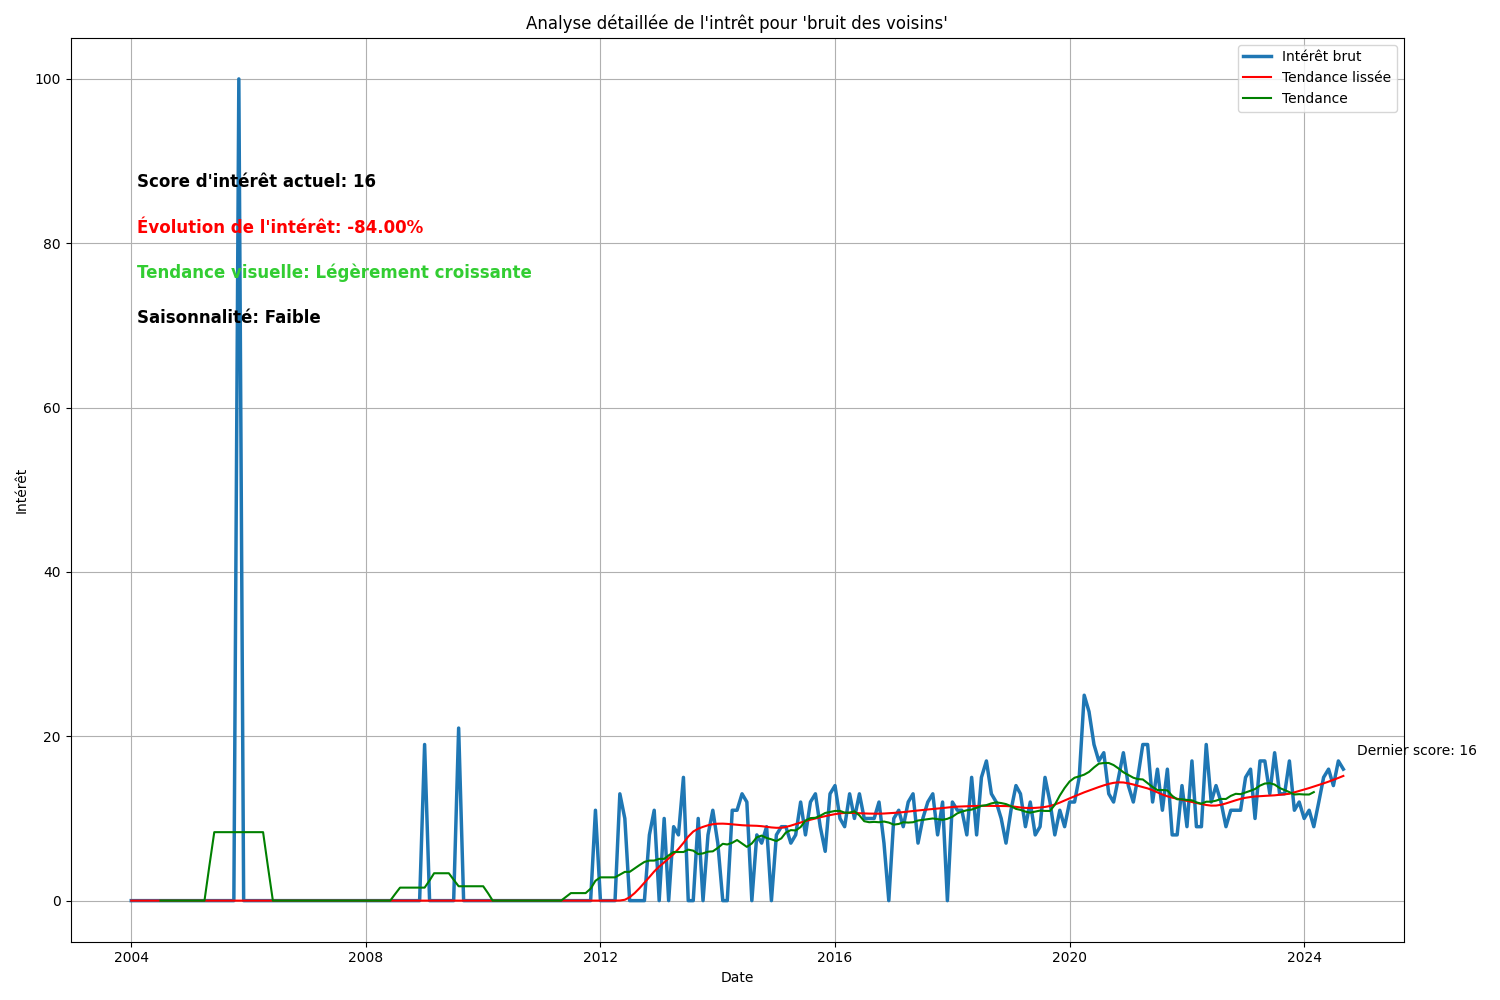 Analyse détaillée de l'intrêt pour 'bruit des voisins'
Intérêt brut
Tendance lissée
Tendance
100
80
60
40
20
0
Intérêt
Score d'intérêt actuel: 16
Évolution de l'intérêt: -84.00%
Tendance visuelle: Légèrement croissante
Saisonnalité: Faible
Dernier score: 16
2004
2008
2012
2016
2020
2024
Date